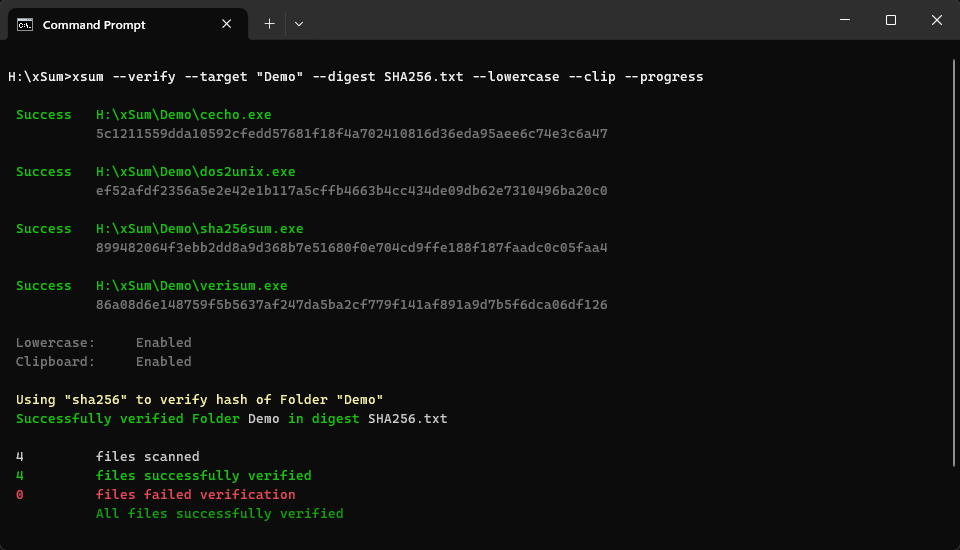 Command Prompt
H:\xSum>xsum --verify --target "Demo" --digest SHA256.txt --lowercase --clip --progress
Success H:\xSum\Demo\cecho.exe
5c1211559dda10592cfedd57681f18f4a702410816d36eda95aee6c74e3c6a47
Success H:\xSum\Demo\dos2unix.exe
ef52afdf2356a5e2e42e1b117a5cffb4663b4cc434de09db62e7310496ba20c0
Success H:\xSum\Demo\sha256sum.exe
899482064f3ebb2dd8a9d368b7e51680f0e704cd9ffe188f187faadc0c05faa4
Success H:\xSum\Demo\verisum.exe
86a08d6e148759f5b5637af247da5ba2cf779f141af891a9d7b5f6dca06df126
Lowercase: Enabled
Clipboard: Enabled
Using "sha256" to verify hash of Folder "Demo"
Successfully verified Folder Demo in digest SHA256.txt
4 files scanned
4 files successfully verified
0 files failed verification
All files successfully verified